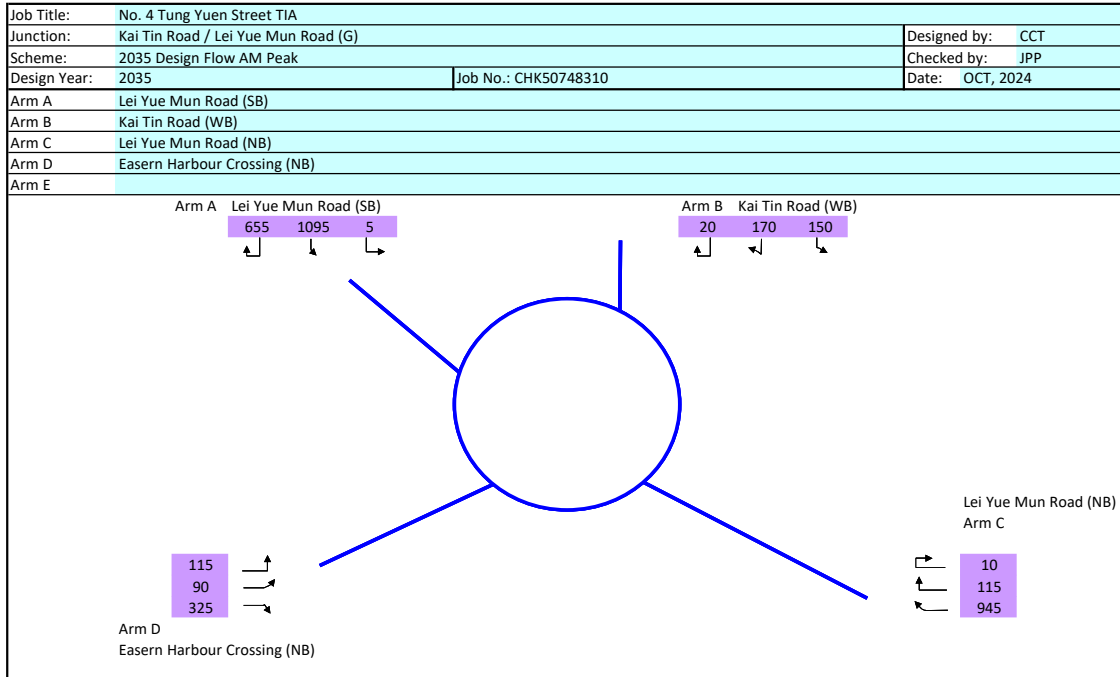 Job Title: No. 4 Tung Yuen Street TIA
Junction: Kai Tin Road / Lei Yue Mun Road (G) Designed by: CCT
Scheme: 2035 Design Flow AM Peak Checked by: JPP
Design Year: 2035 Job No.: CHK50748310 Date: OCT, 2024
Arm A Lei Yue Mun Road (SB)
Arm B Kai Tin Road (WB)
Arm C Lei Yue Mun Road (NB)
Arm D Easern Harbour Crossing (NB)
Arm E
Arm A Lei Yue Mun Road (SB) Arm B Kai Tin Road (WB)
655 1095 5 20 170 150
Lei Yue Mun Road (NB)
Arm C
115 10
90 115
325 945
Arm D
Easern Harbour Crossing (NB)